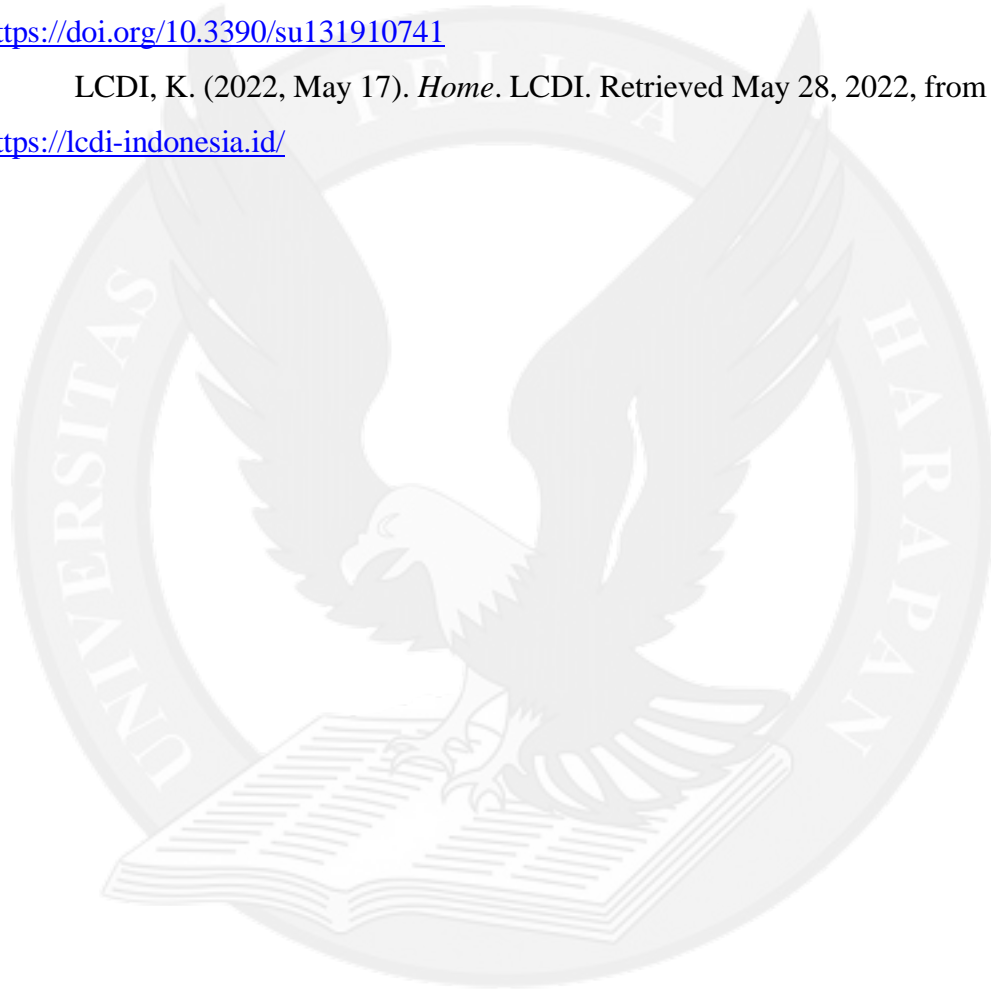 ttps://doi.org/10.3390/su131910741
LCDI, K. (2022, May 17). Home. LCDI. Retrieved May 28, 2022, from
ttps://lcdi-indonesia.id/
UNIVERSITAS PELITA HARAPAN